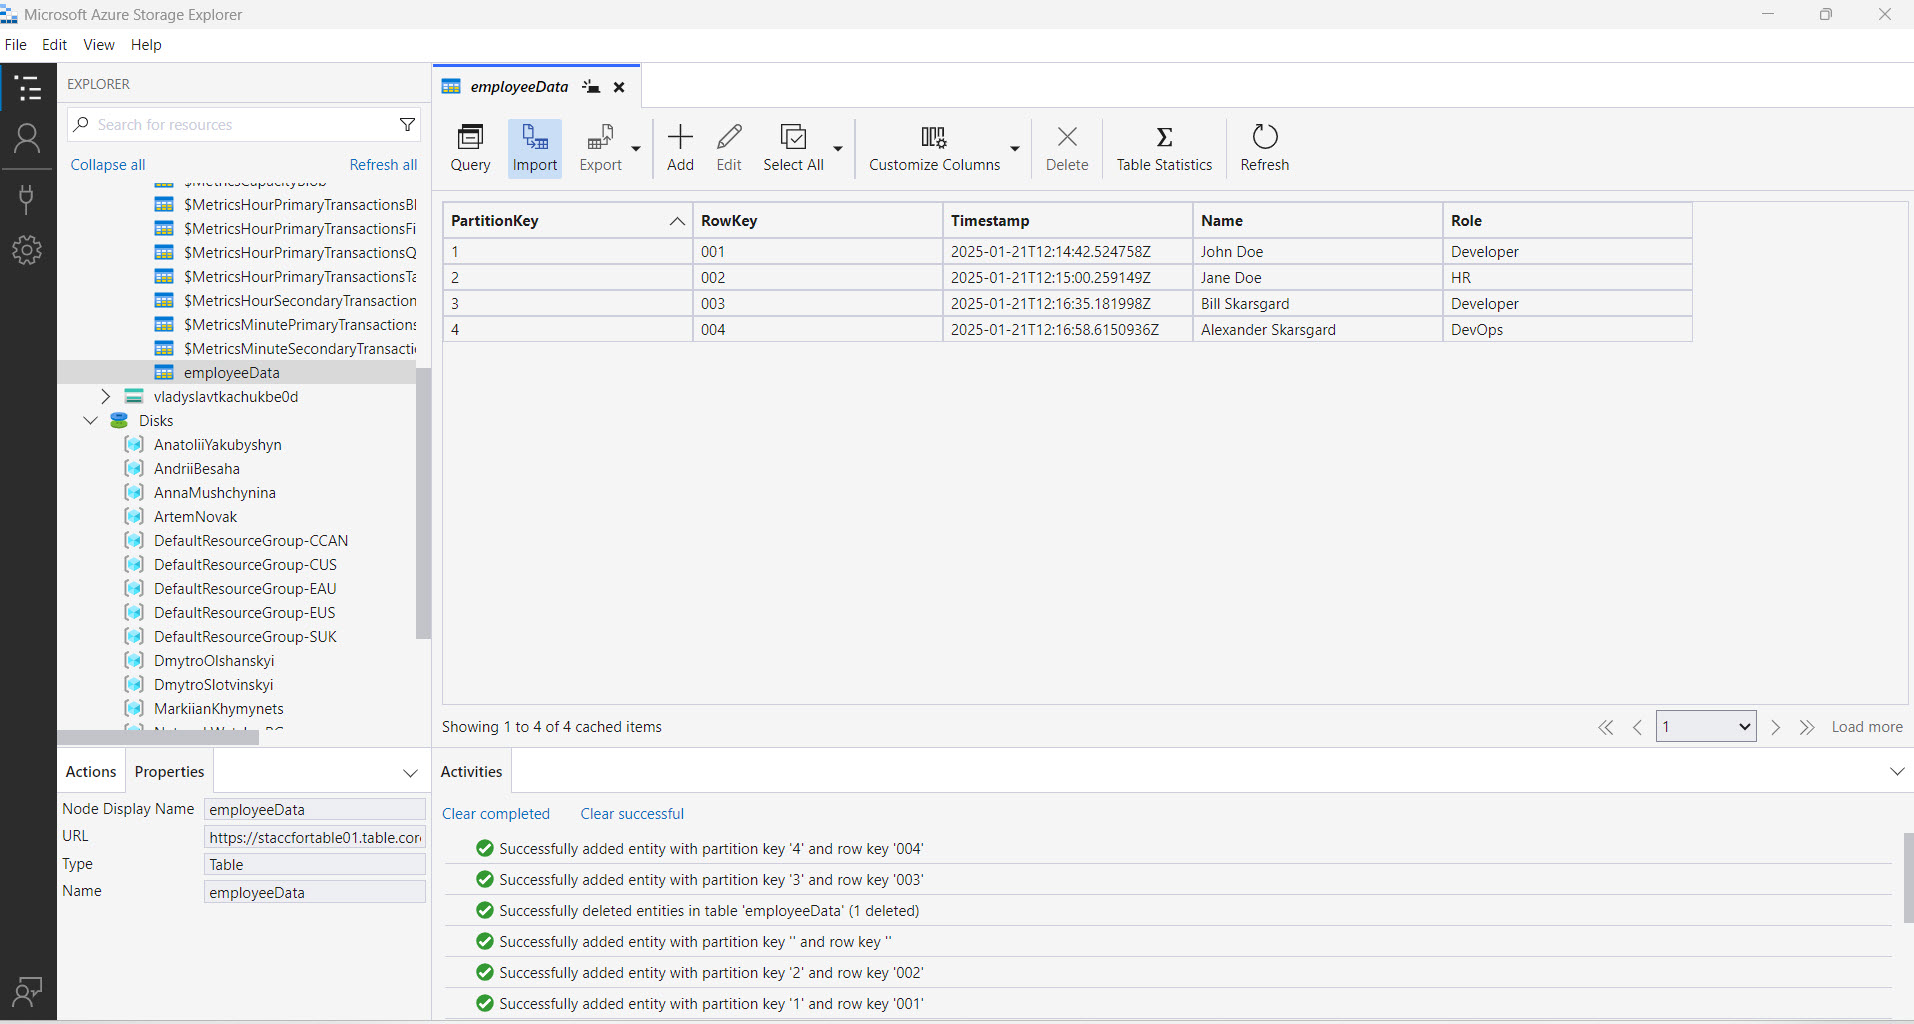 Microsoft Azure Storage Explorer
File Edit View Help
EXPLORER
Search for resources
Collapse all Refresh all
$MetricsCapacityBlob
$MetricsHourPrimaryTransactionsBl
$MetricsHourPrimaryTransactionsFi
$MetricsHourPrimaryTransactionsQ
$MetricsHourPrimaryTransactionsTa
$MetricsHourSecondaryTransaction
$MetricsMinutePrimaryTransactions
$MetricsMinuteSecondaryTransacti
employeeData
vladyslavtkachukbe0d
Disks
AnatoliiYakubyshyn
AndriiBesaha
AnnaMushchynina
ArtemNovak
DefaultResourceGroup-CCAN
DefaultResourceGroup-CUS
DefaultResourceGroup-EAU
DefaultResourceGroup-EUS
DefaultResourceGroup-SUK
DmytroOlshanskyi
DmytroSlotvinskyi
MarkiianKhymynets
Actions Properties
Node Display Name employeeData
URL https://staccfortable01.table.cor
Type Table
Name employeeData
employeeData
Query Import Export Add Edit Select All Customize Columns Delete Table Statistics Refresh
PartitionKey RowKey Timestamp Name Role
1 001 2025-01-21T12:14:42.524758Z John Doe Developer
2 002 2025-01-21T12:15:00.259149Z Jane Doe HR
3 003 2025-01-21T12:16:35.181998Z Bill Skarsgard Developer
4 004 2025-01-21T12:16:58.6150936Z Alexander Skarsgard DevOps
Showing 1 to 4 of 4 cached items
1 Load more
Activities
Clear completed Clear successful
Successfully added entity with partition key '4' and row key '004'
Successfully added entity with partition key '3' and row key '003'
Successfully deleted entities in table 'employeeData' (1 deleted)
Successfully added entity with partition key '' and row key ''
Successfully added entity with partition key '2' and row key '002'
Successfully added entity with partition key '1' and row key '001'